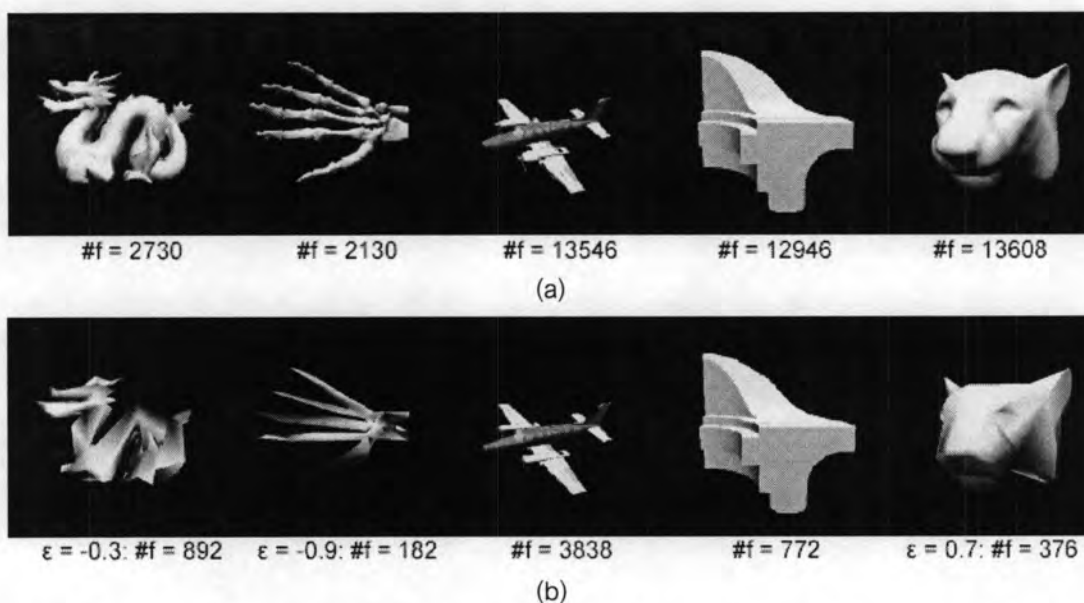 #f = 2730 #f = 2130 #f = 13546 #f = 12946 #f = 13608
(a)
ε = -0.3: #f = 892 ε = -0.9: #f = 182 #f = 3838 #f = 772 ε = 0.7: #f = 376
(b)